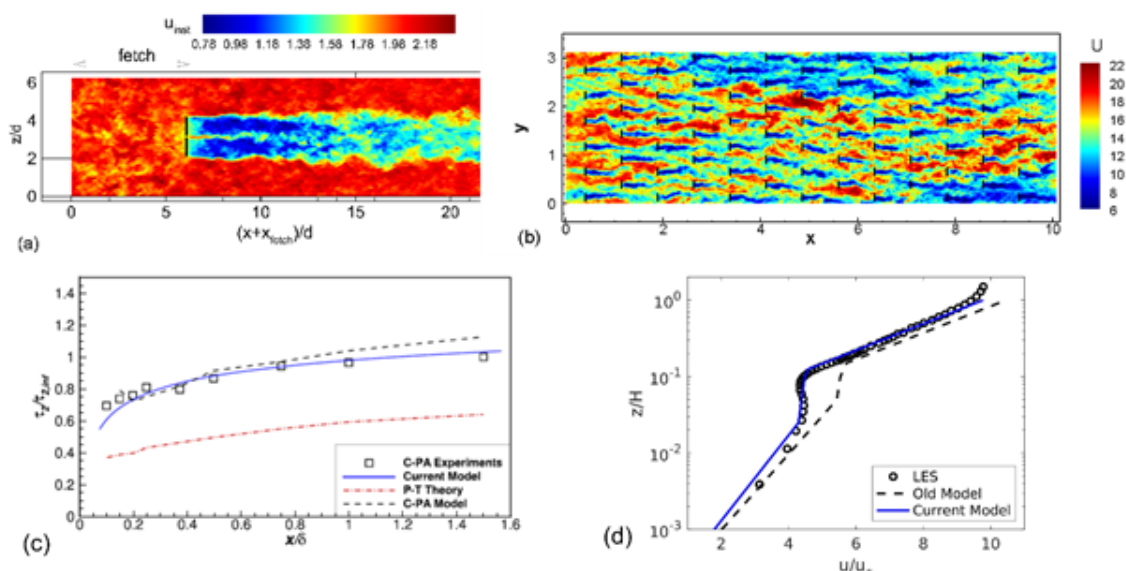 u_inst
0.78 0.98 1.18 1.38 1.58 1.78 1.98 2.18
fetch
z/d
6
4
2
0
0 5 10 15 20
(x+x_fetch)/d
(a)
(b)
y
3
2
1
0
0 2 4 6 8 10
x
U
22
20
18
16
14
12
10
8
6
τ₂/τ₂,inf
1.4
1.2
1
0.8
0.6
0.4
0.2
0
0 0.2 0.4 0.6 0.8 1 1.2 1.4 1.6
x/δ
C-PA Experiments
Current Model
P-T Theory
C-PA Model
(c)
z/H
10⁰
10⁻¹
10⁻²
10⁻³
2 4 6 8 10
LES
Old Model
Current Model
(d)